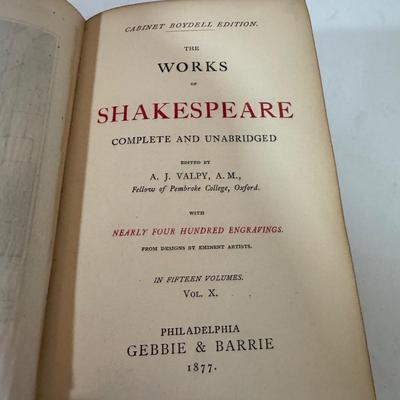 CABINET BOYDELL EDITION.
THE
WORKS
OF
SHAKESPEARE
COMPLETE AND UNABRIDGED
EDITED BY
A. J. VALPY, A.M.,
Fellow of Pembroke College, Oxford.
WITH
NEARLY FOUR HUNDRED ENGRAVINGS.
FROM DESIGNS BY EMINENT ARTISTS.
IN FIFTEEN VOLUMES.
VOL. X.
PHILADELPHIA
GEBBIE & BARRIE
1877.